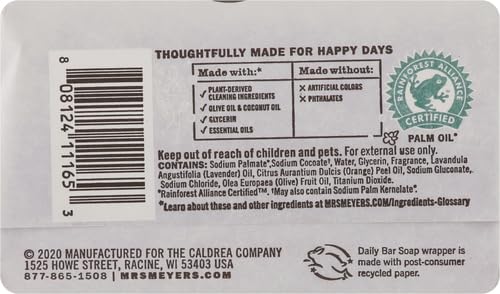 THOUGHTFULLY MADE FOR HAPPY DAYS
Made with:*
✓ PLANT-DERIVED
CLEANING INGREDIENTS
✓ OLIVE OIL & COCONUT OIL
✓ GLYCERIN
✓ ESSENTIAL OILS
Made without:
✕ ARTIFICIAL COLORS
✕ PHTHALATES
RAINFOREST ALLIANCE
CERTIFIED
PALM OIL+
8 08124 11165 3
Keep out of reach of children and pets. For external use only.
CONTAINS: Sodium Palmate+, Sodium Cocoate†, Water, Glycerin, Fragrance, Lavandula
Angustifolia (Lavender) Oil, Citrus Aurantium Dulcis (Orange) Peel Oil, Sodium Gluconate,
Sodium Chloride, Olea Europaea (Olive) Fruit Oil, Titanium Dioxide.
+Rainforest Alliance Certified™. †May also contain Sodium Palm Kernelate+.
*Learn about these and other ingredients at MRSMEYERS.COM/Ingredients-Glossary
© 2020 MANUFACTURED FOR THE CALDREA COMPANY
1525 HOWE STREET, RACINE, WI 53403 USA
877-865-1508 | MRSMEYERS.COM
Daily Bar Soap wrapper is
made with post-consumer
recycled paper.